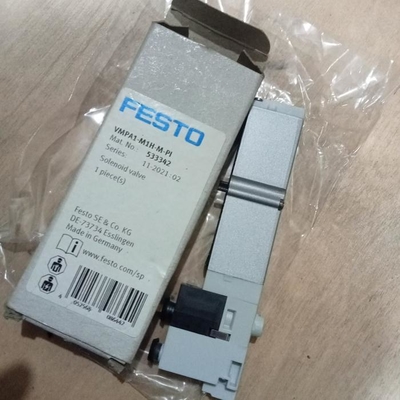 FESTO
VMPA1-M1H-M-PI
Mat. No.: 533342
Series: 11-2021.02
Solenoid valve
1 piece(s)
Festo SE & Co. KG
DE-73734 Esslingen
Made in Germany
www.festo.com/sp
4